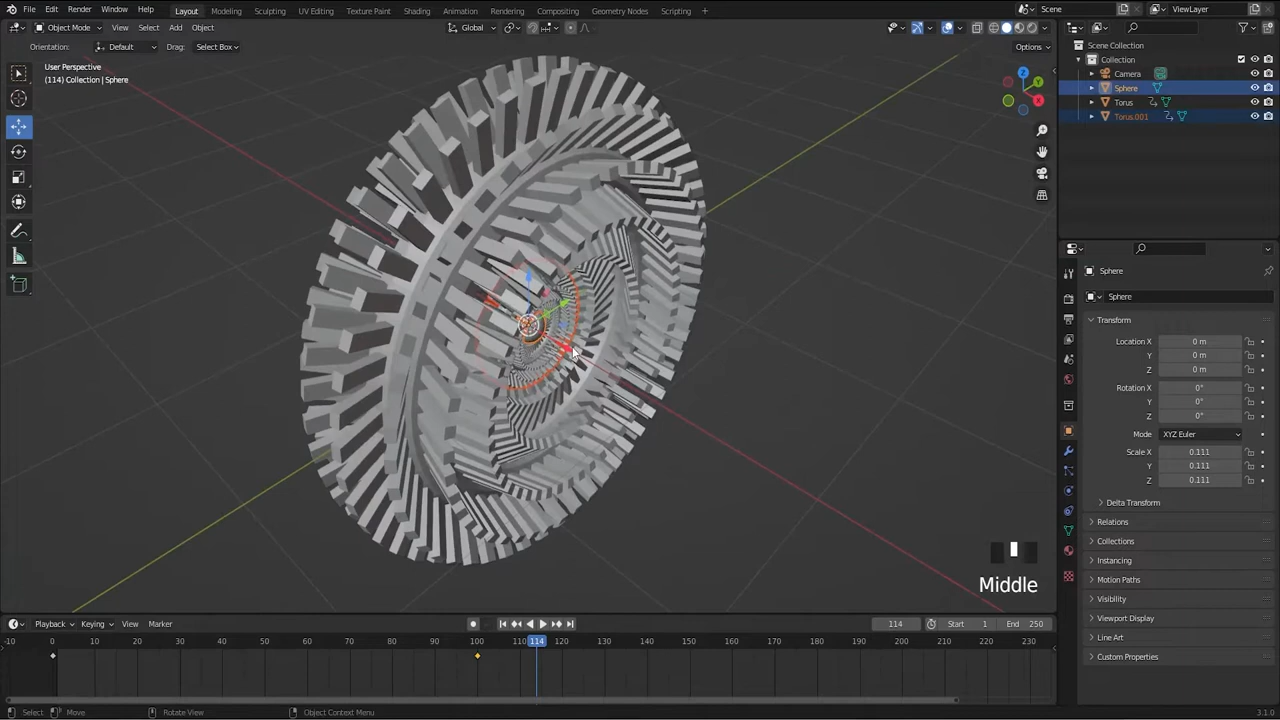 File Edit Render Window Help Layout Modeling Sculpting UV Editing Texture Paint Shading Animation Rendering Compositing Geometry Nodes Scripting + Scene ViewLayer
Object Mode View Select Add Object Global Options
Orientation: Default Drag: Select Box
User Perspective
(114) Collection | Sphere
Z
Y
X
Middle
Scene Collection
Collection
Camera
Sphere
Torus
Torus.001
Sphere
Sphere
Transform
Location X 0 m
Y 0 m
Z 0 m
Rotation X 0°
Y 0°
Z 0°
Mode XYZ Euler
Scale X 0.111
Y 0.111
Z 0.111
Delta Transform
Relations
Collections
Instancing
Motion Paths
Visibility
Viewport Display
Line Art
Custom Properties
Playback Keying View Marker 114 Start 1 End 250
-10 0 10 20 30 40 50 60 70 80 90 100 110 114 120 130 140 150 160 170 180 190 200 210 220 230
Select Move Rotate View Object Context Menu 3.1.0